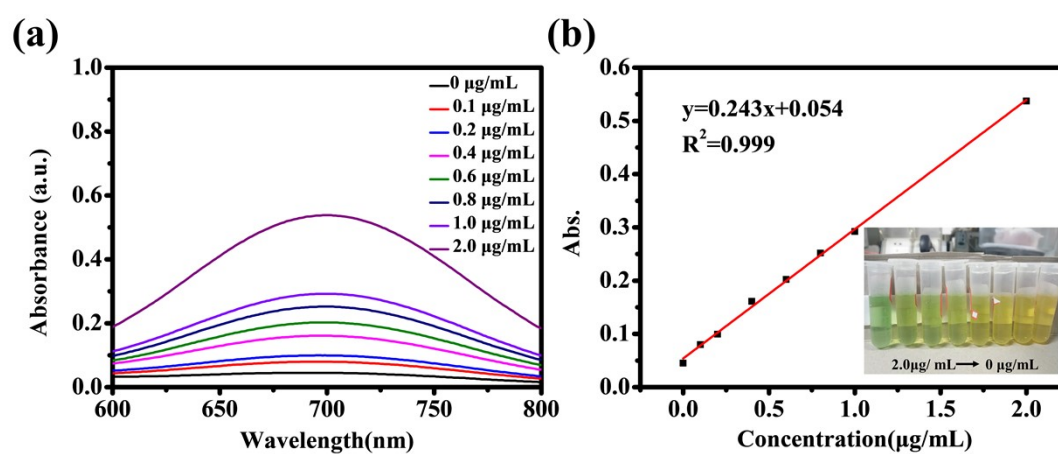 (a)
1.0
0.8
0.6
0.4
0.2
0.0
600
650
700
750
800
Absorbance (a.u.)
Wavelength(nm)
0 μg/mL
0.1 μg/mL
0.2 μg/mL
0.4 μg/mL
0.6 μg/mL
0.8 μg/mL
1.0 μg/mL
2.0 μg/mL
(b)
0.6
0.5
0.4
0.3
0.2
0.1
0.0
0.0
0.5
1.0
1.5
2.0
Abs.
Concentration(μg/mL)
y=0.243x+0.054
R²=0.999
2.0μg/ mL → 0 μg/mL